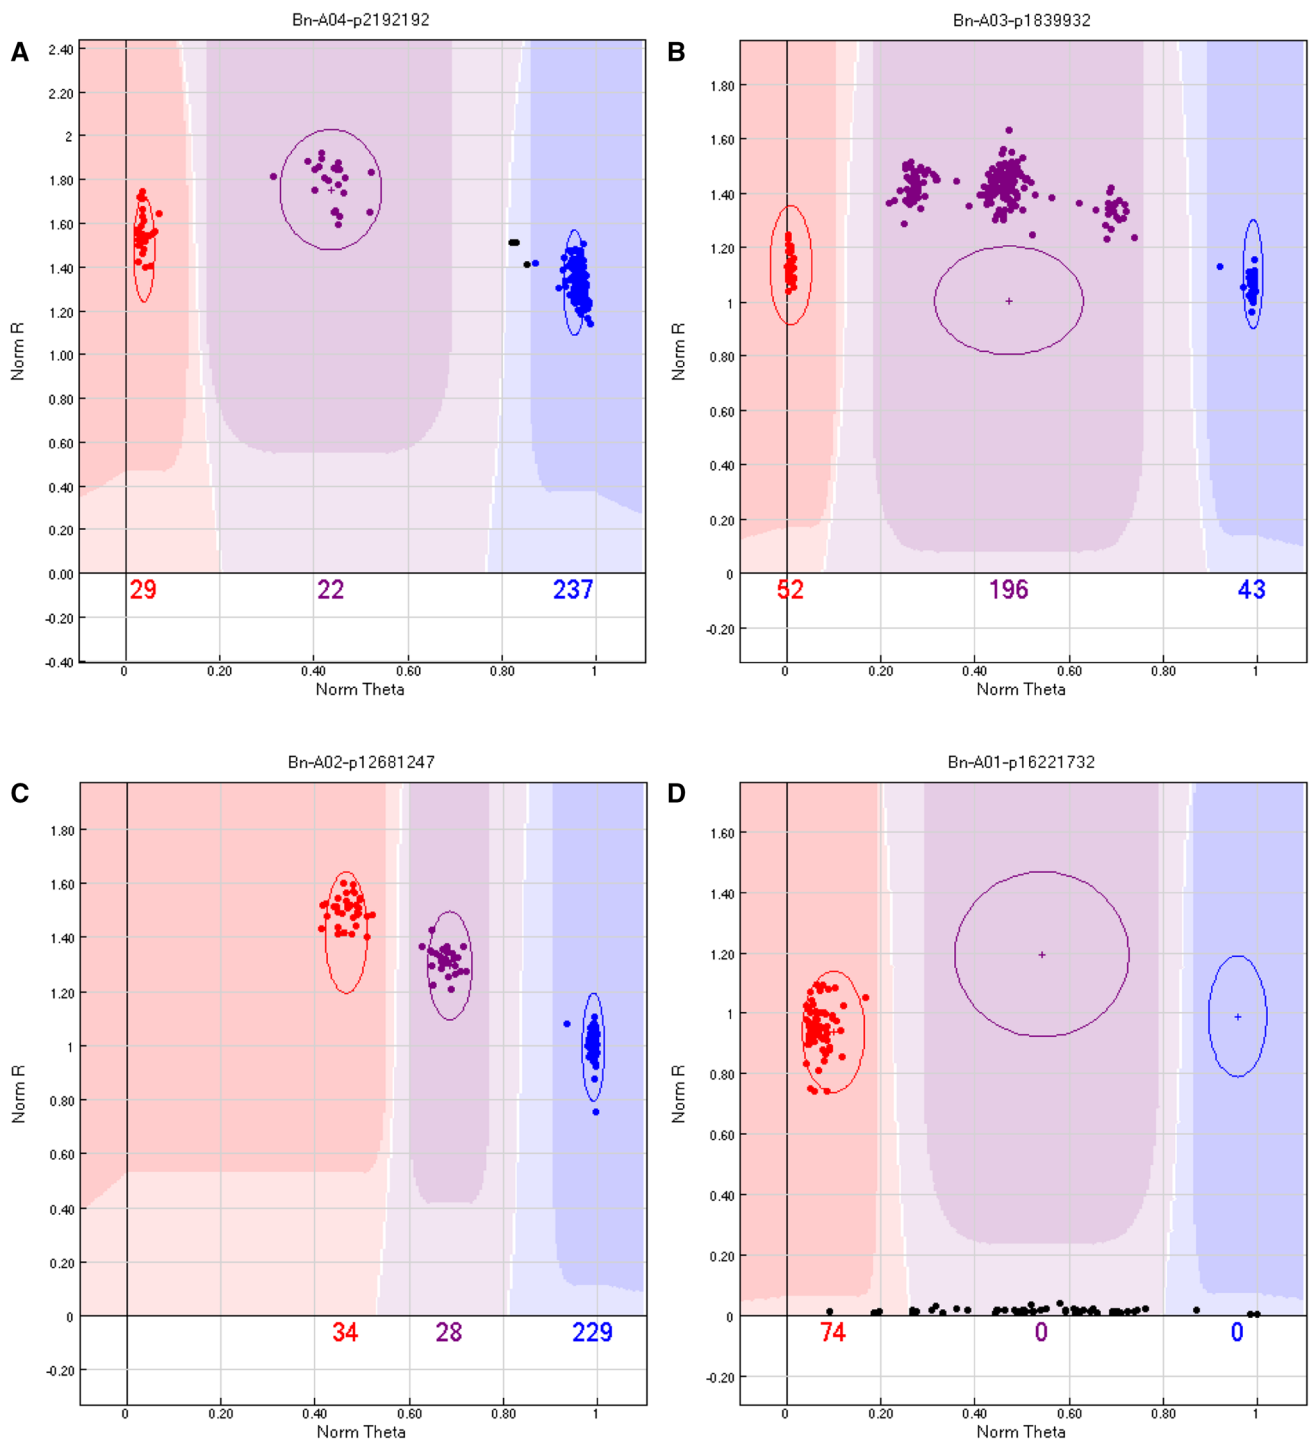 A
Bn-A04-p2192192
Norm R
2.40
2.20
2
1.80
1.60
1.40
1.20
1.00
0.80
0.60
0.40
0.20
0.00
-0.20
-0.40
29 22 237
0 0.20 0.40 0.60 0.80 1
Norm Theta
B
Bn-A03-p1839932
Norm R
1.80
1.60
1.40
1.20
1
0.80
0.60
0.40
0.20
0
-0.20
52 196 43
0 0.20 0.40 0.60 0.80 1
Norm Theta
C
Bn-A02-p12681247
Norm R
1.80
1.60
1.40
1.20
1
0.80
0.60
0.40
0.20
0
-0.20
34 28 229
0 0.20 0.40 0.60 0.80 1
Norm Theta
D
Bn-A01-p16221732
Norm R
1.60
1.40
1.20
1
0.80
0.60
0.40
0.20
0
-0.20
74 0 0
0 0.20 0.40 0.60 0.80 1
Norm Theta